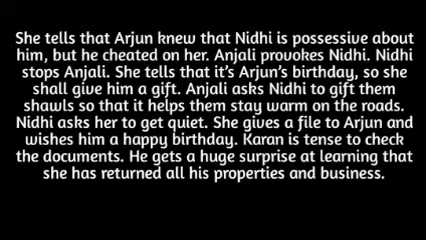 She tells that Arjun knew that Nidhi is possessive about
him, but he cheated on her. Anjali provokes Nidhi. Nidhi
stops Anjali. She tells that it’s Arjun’s birthday, so she
shall give him a gift. Anjali asks Nidhi to gift them
shawls so that it helps them stay warm on the roads.
Nidhi asks her to get quiet. She gives a file to Arjun and
wishes him a happy birthday. Karan is tense to check
the documents. He gets a huge surprise at learning that
she has returned all his properties and business.